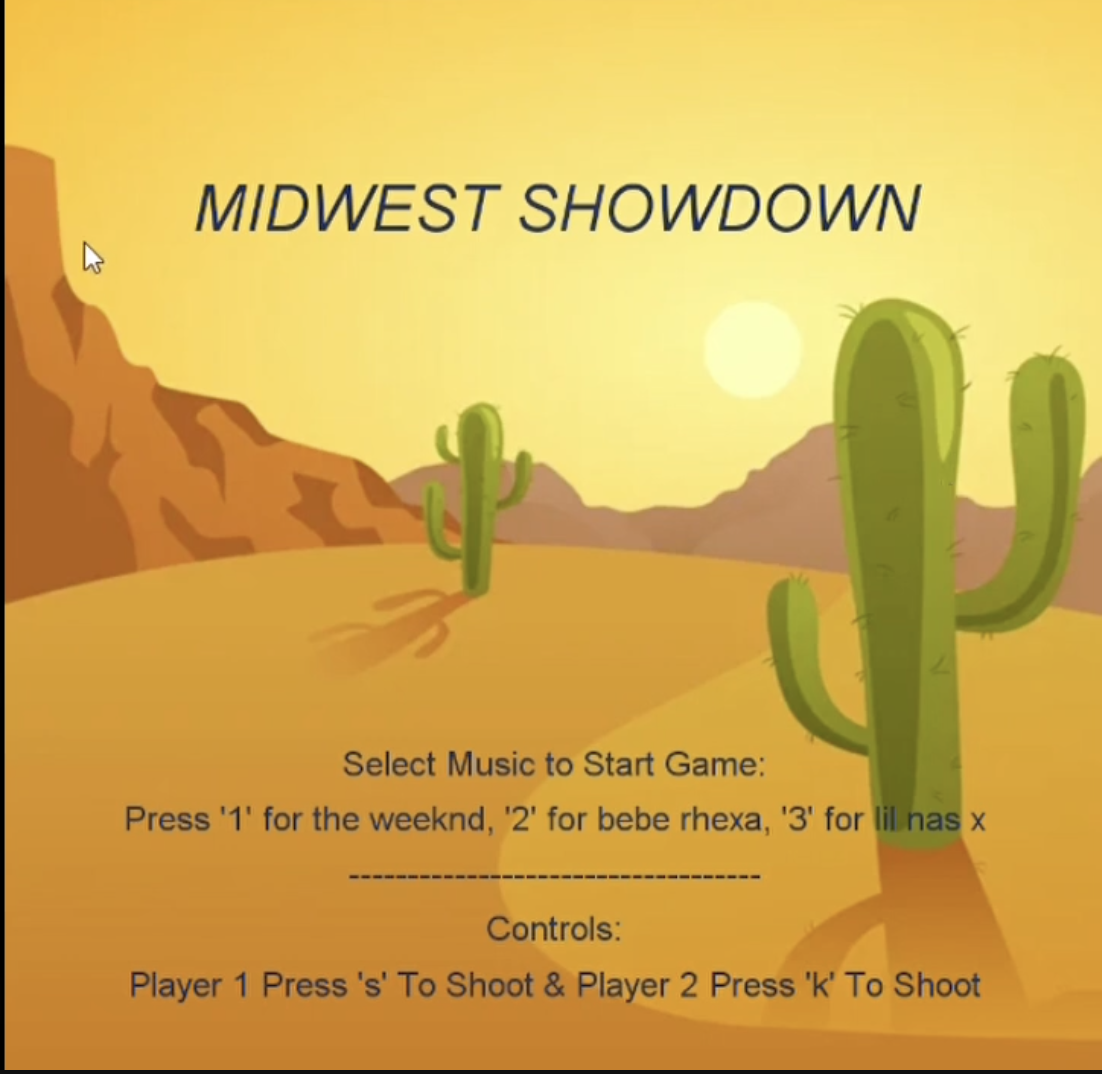 MIDWEST SHOWDOWN
Select Music to Start Game:
Press '1' for the weeknd, '2' for bebe rhexa, '3' for lil nas x
-----------------------------------
Controls:
Player 1 Press 's' To Shoot & Player 2 Press 'k' To Shoot